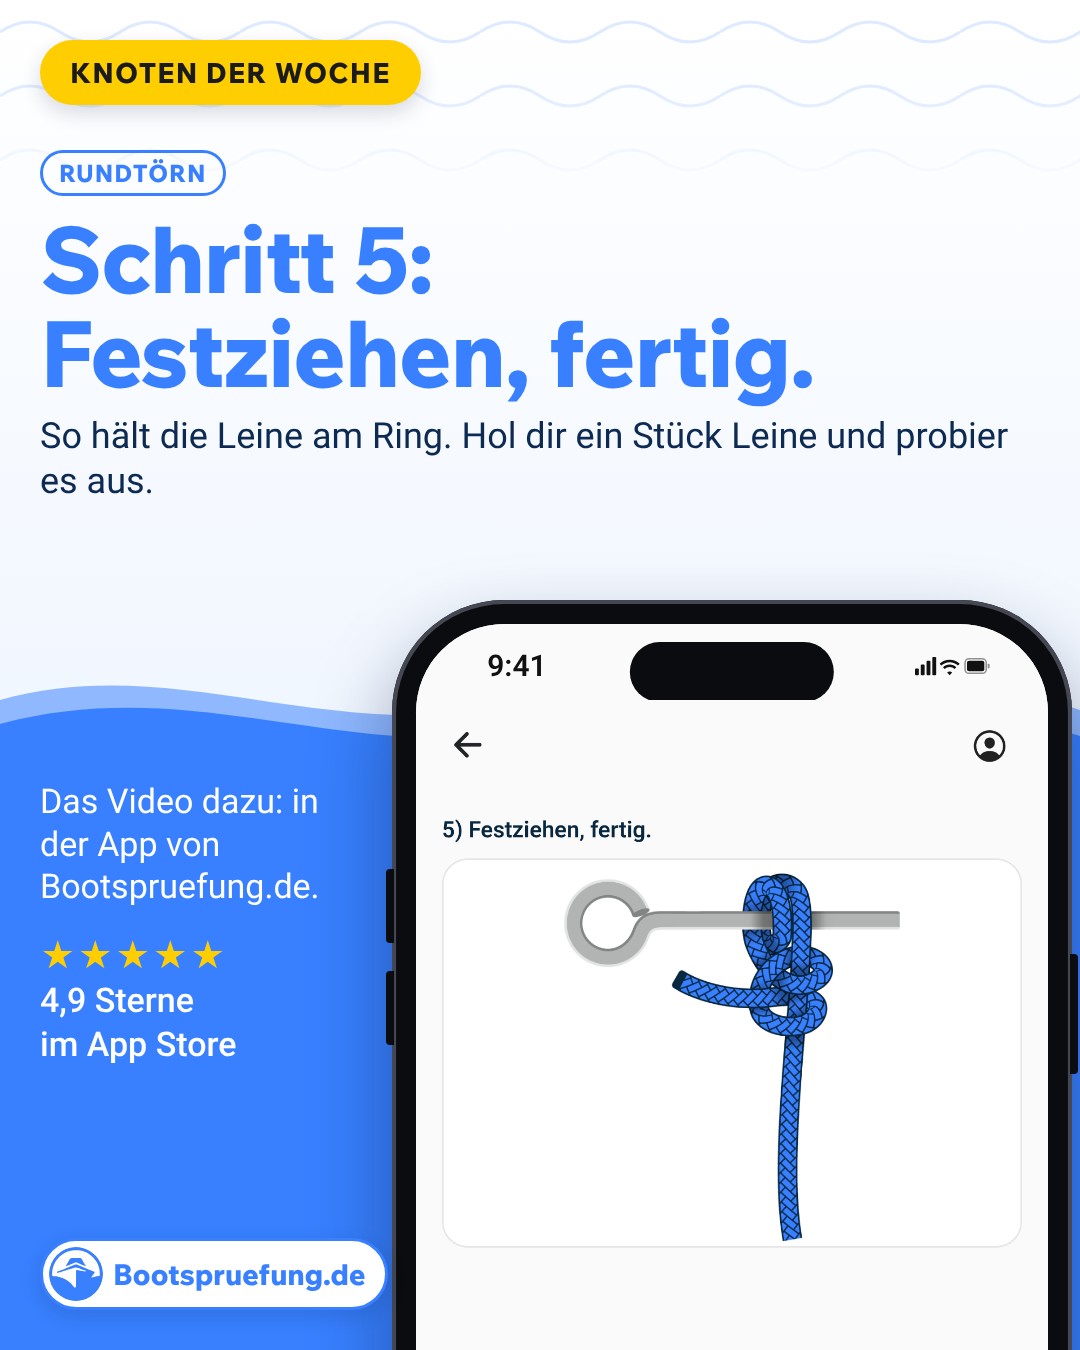 KNOTEN DER WOCHE
RUNDTÖRN
Schritt 5:
Festziehen, fertig.
So hält die Leine am Ring. Hol dir ein Stück Leine und probier
es aus.
9:41
5) Festziehen, fertig.
Das Video dazu: in
der App von
Bootspruefung.de.
★★★★★
4,9 Sterne
im App Store
Bootspruefung.de